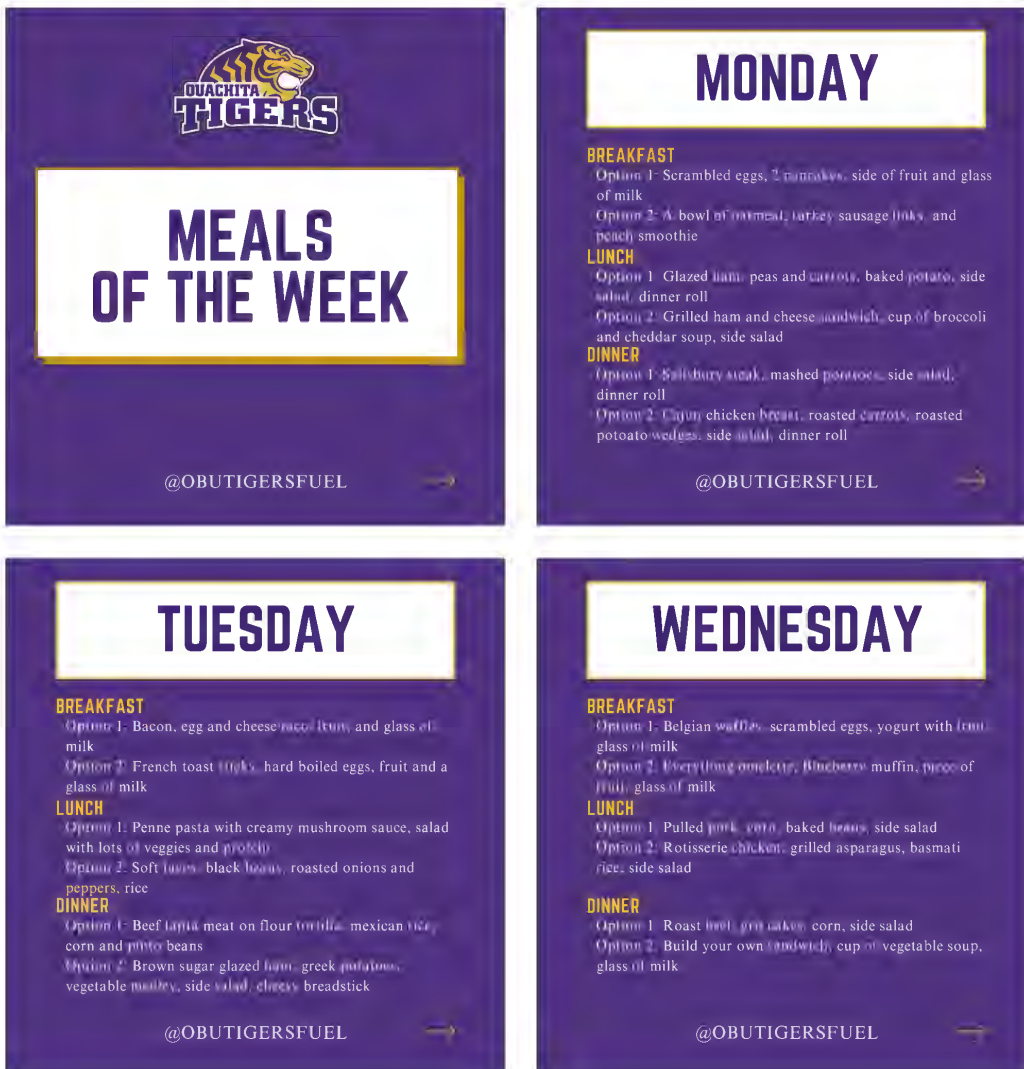 OUACHITA
TIGERS
MEALS
OF THE WEEK
@OBUTIGERSFUEL
MONDAY
BREAKFAST
Option 1: Scrambled eggs, 2 pancakes, side of fruit and glass
of milk
Option 2: A bowl of oatmeal, turkey sausage links, and
peach smoothie
LUNCH
Option 1: Glazed ham, peas and carrots, baked potato, side
salad, dinner roll
Option 2: Grilled ham and cheese sandwich, cup of broccoli
and cheddar soup, side salad
DINNER
Option 1: Salisbury steak, mashed potatoes, side salad,
dinner roll
Option 2: Cajun chicken breast, roasted carrots, roasted
potoato wedges, side salad, dinner roll
@OBUTIGERSFUEL
TUESDAY
BREAKFAST
Option 1: Bacon, egg and cheese taco, fruit, and glass of
milk
Option 2: French toast sticks, hard boiled eggs, fruit and a
glass of milk
LUNCH
Option 1: Penne pasta with creamy mushroom sauce, salad
with lots of veggies and protein
Option 2: Soft tacos, black beans, roasted onions and
peppers, rice
DINNER
Option 1: Beef fajita meat on flour tortilla, mexican rice,
corn and pinto beans
Option 2: Brown sugar glazed ham, greek potatoes,
vegetable medley, side salad, cheesy breadstick
@OBUTIGERSFUEL
WEDNESDAY
BREAKFAST
Option 1: Belgian waffles, scrambled eggs, yogurt with fruit,
glass of milk
Option 2: Everything omelette, Blueberry muffin, piece of
fruit, glass of milk
LUNCH
Option 1: Pulled pork, corn, baked beans, side salad
Option 2: Rotisserie chicken, grilled asparagus, basmati
rice, side salad
DINNER
Option 1: Roast beef, corn, side salad
Option 2: Build your own sandwich, cup of vegetable soup,
glass of milk
@OBUTIGERSFUEL